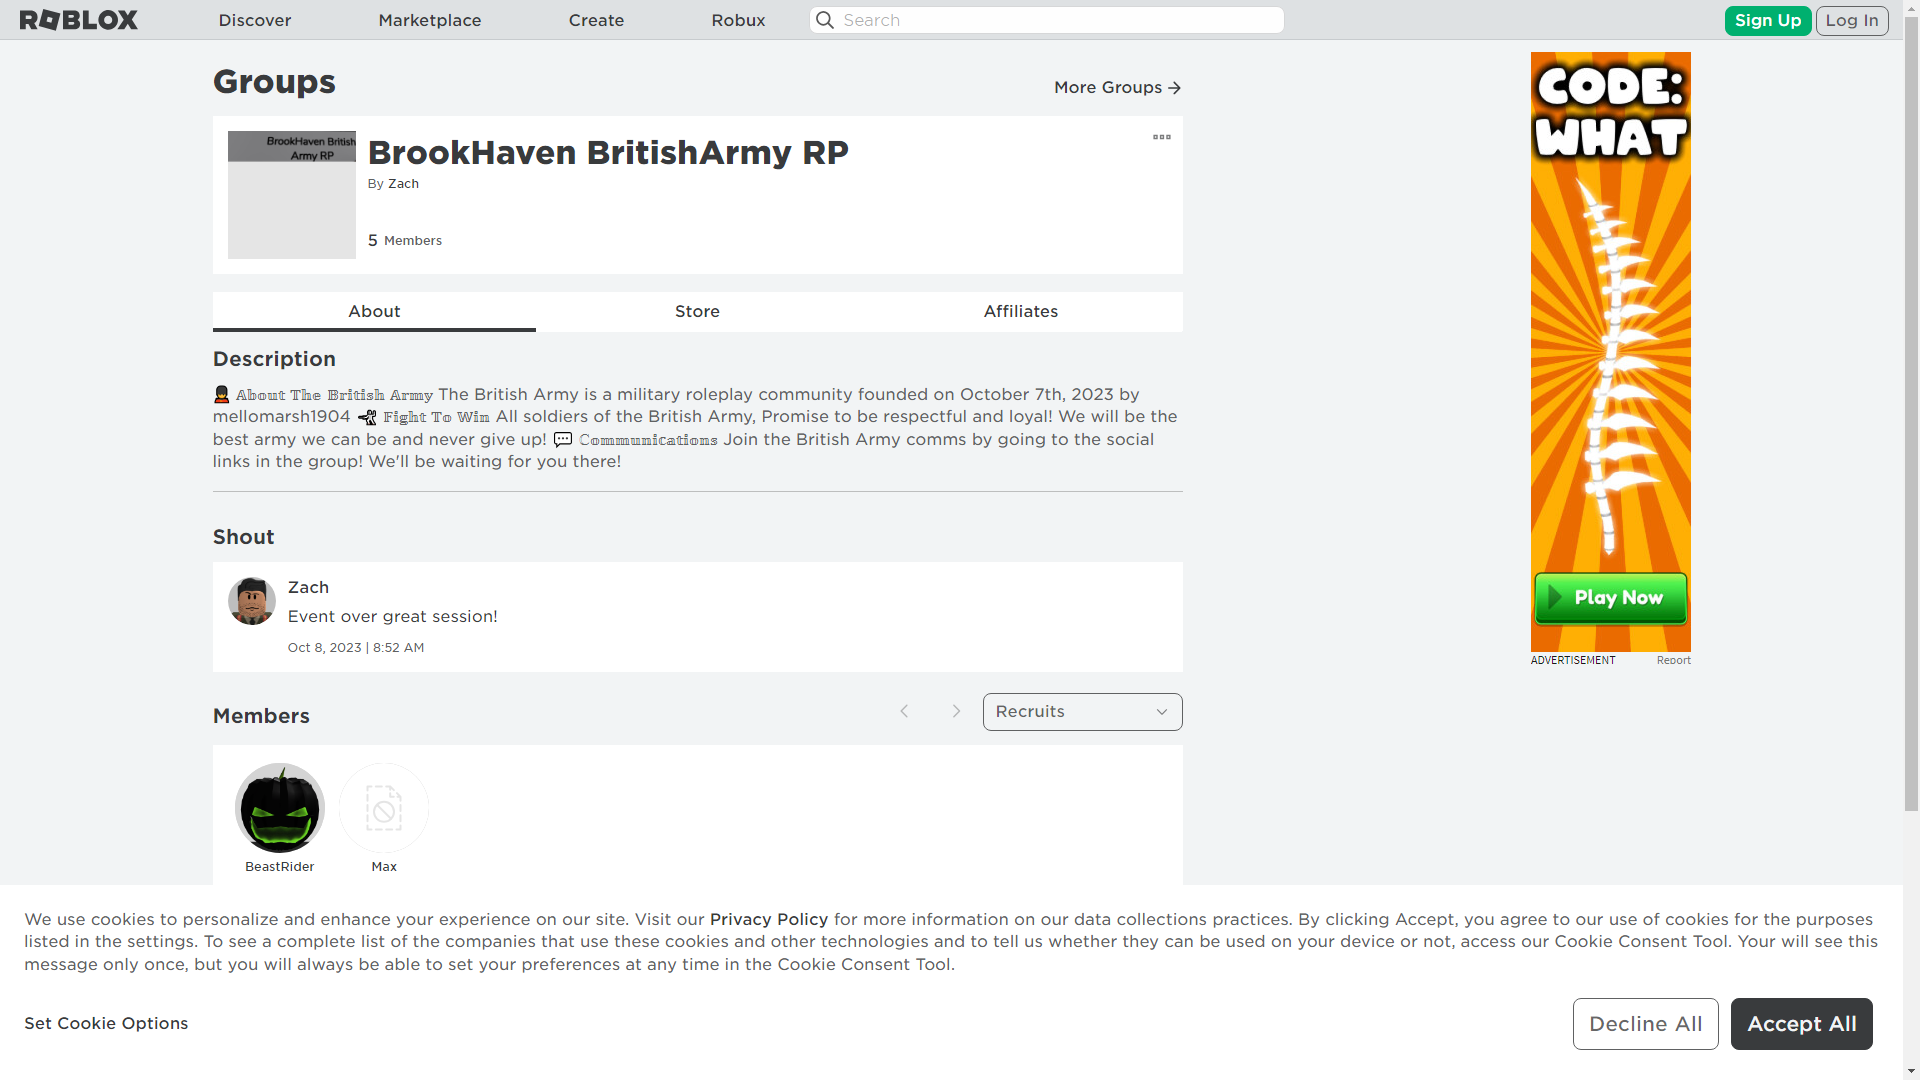 ROBLOX Discover Marketplace Create Robux Search Sign Up Log In
Groups
More Groups
BrookHaven British
Army RP
BrookHaven BritishArmy RP
By Zach
5 Members
About Store Affiliates
Description
𝔸𝕓𝕠𝕦𝕥 𝕋𝕙𝕖 𝔹𝕣𝕚𝕥𝕚𝕤𝕙 𝔸𝕣𝕞𝕪 The British Army is a military roleplay community founded on October 7th, 2023 by
mellomarsh1904 𝔽𝕚𝕘𝕙𝕥 𝕋𝕠 𝕎𝕚𝕟 All soldiers of the British Army, Promise to be respectful and loyal! We will be the
best army we can be and never give up! 💬 ℂ𝕠𝕞𝕞𝕦𝕟𝕚𝕔𝕒𝕥𝕚𝕠𝕟𝕤 Join the British Army comms by going to the social
links in the group! We'll be waiting for you there!
Shout
Zach
Event over great session!
Oct 8, 2023 | 8:52 AM
Members
Recruits
BeastRider Max
CODE:
WHAT
Play Now
ADVERTISEMENT Report
We use cookies to personalize and enhance your experience on our site. Visit our Privacy Policy for more information on our data collections practices. By clicking Accept, you agree to our use of cookies for the purposes
listed in the settings. To see a complete list of the companies that use these cookies and other technologies and to tell us whether they can be used on your device or not, access our Cookie Consent Tool. Your will see this
message only once, but you will always be able to set your preferences at any time in the Cookie Consent Tool.
Set Cookie Options
Decline All
Accept All